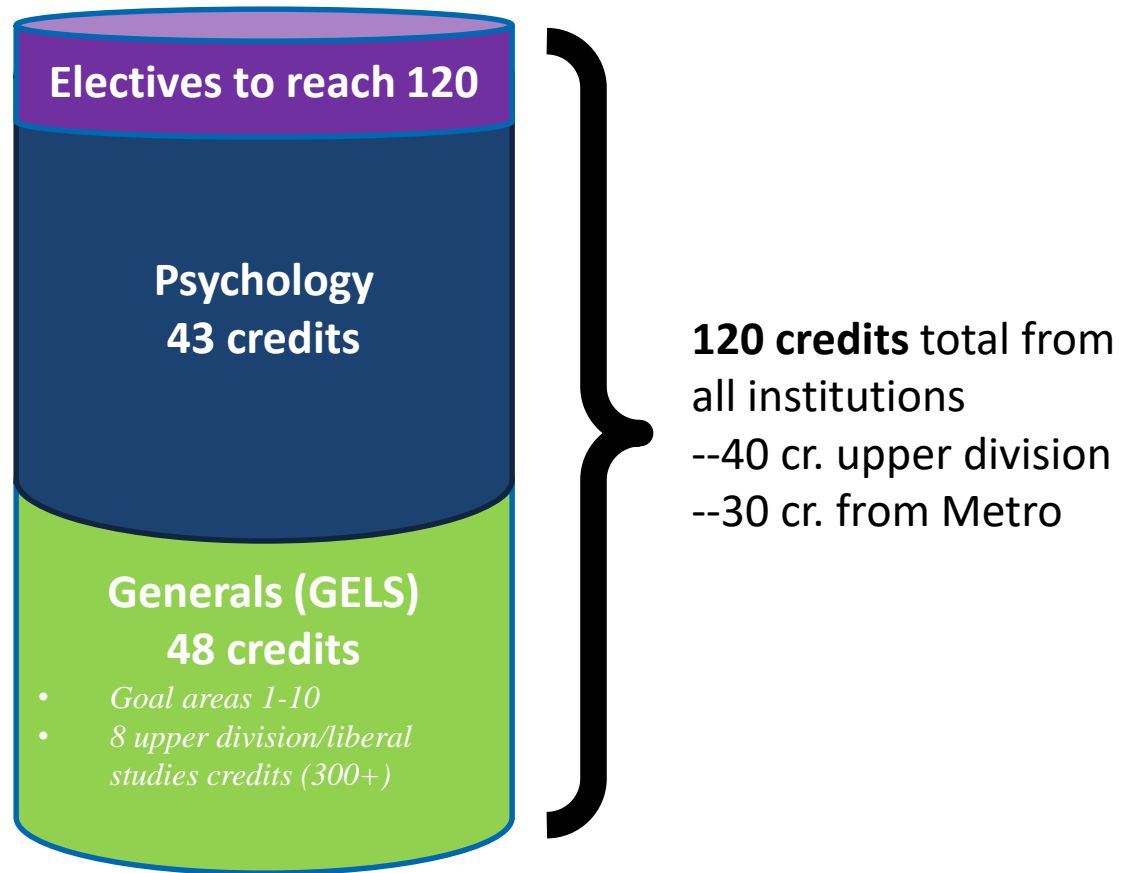 Electives to reach 120
Psychology
43 credits
Generals (GELS)
48 credits
• Goal areas 1-10
• 8 upper division/liberal
studies credits (300+)
120 credits total from
all institutions
--40 cr. upper division
--30 cr. from Metro